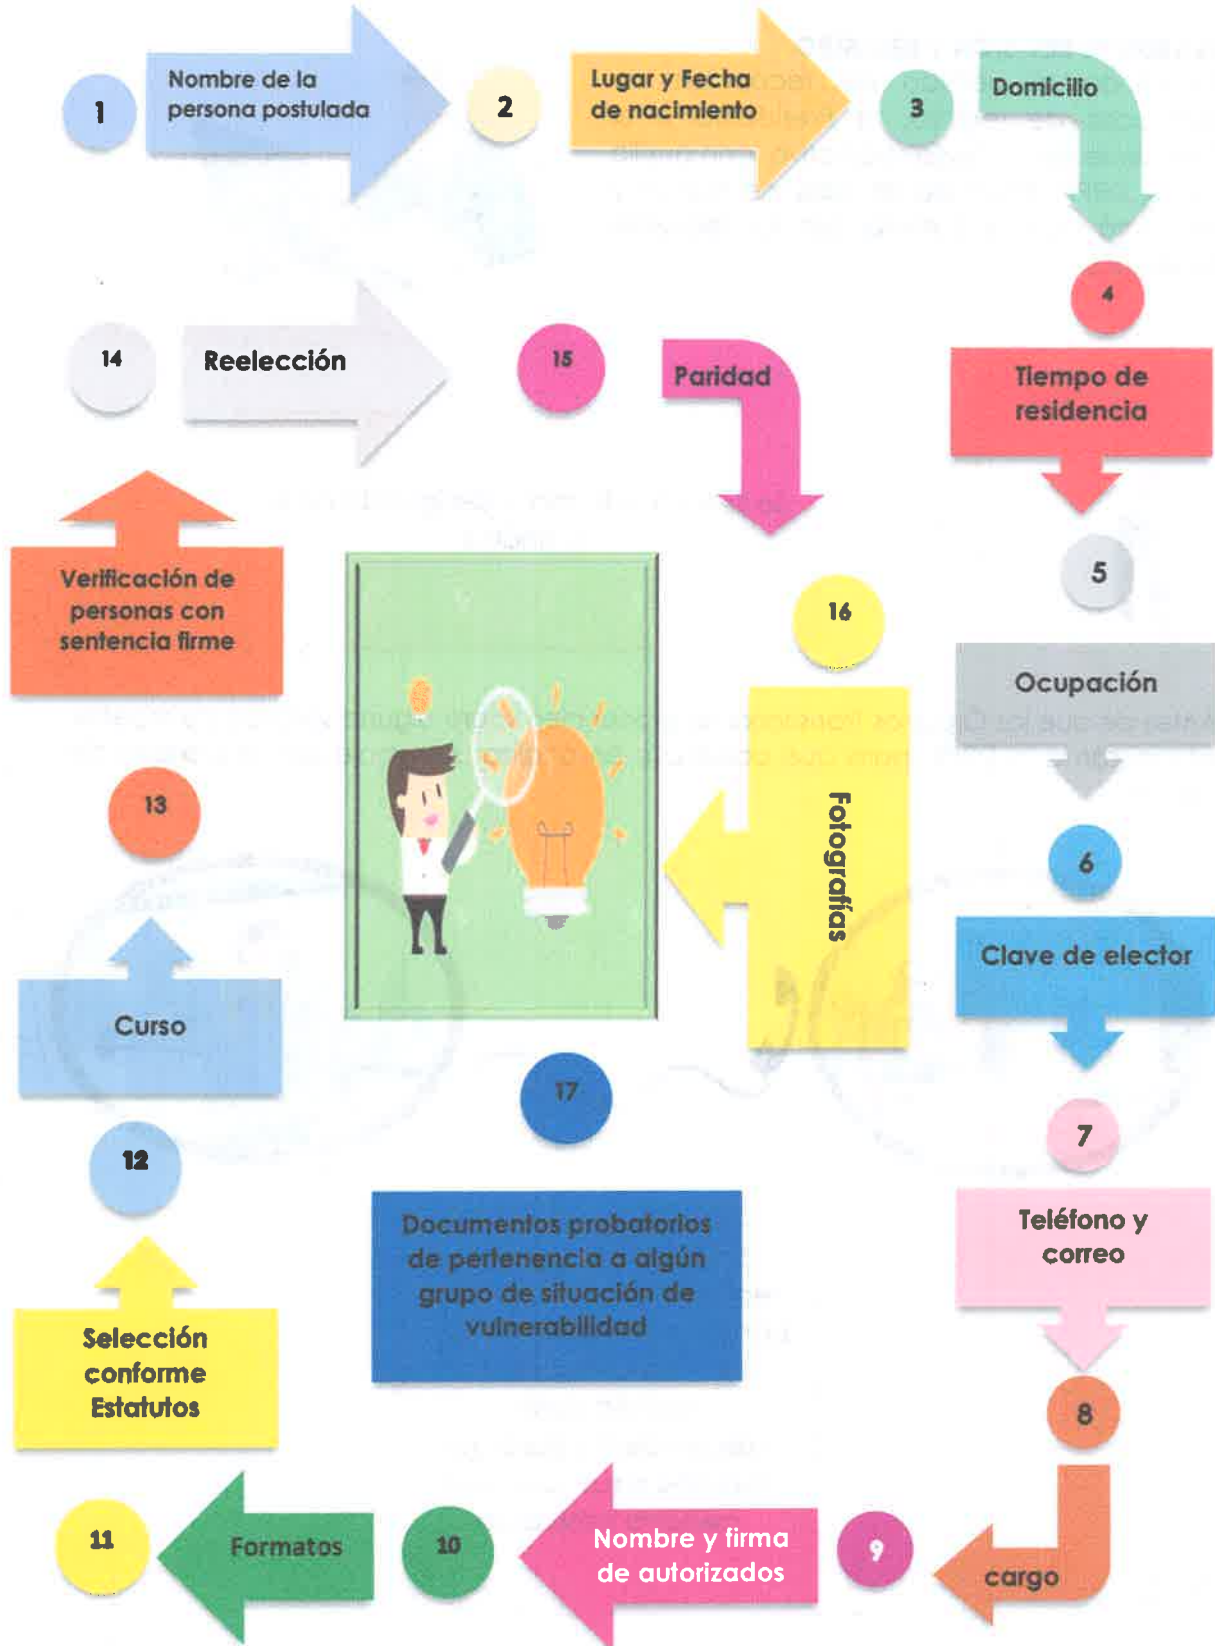 1
Nombre de la
persona postulada
2
Lugar y Fecha
de nacimiento
3
Domicilio
4
Tiempo de
residencia
5
Ocupación
6
Clave de elector
7
Teléfono y
correo
8
cargo
9
Nombre y firma
de autorizados
10
Formatos
11
Selección
conforme
Estatutos
12
Curso
13
Verificación de
personas con
sentencia firme
14
Reelección
15
Paridad
16
Fotografías
17
Documentos probatorios
de pertenencia a algún
grupo de situación de
vulnerabilidad